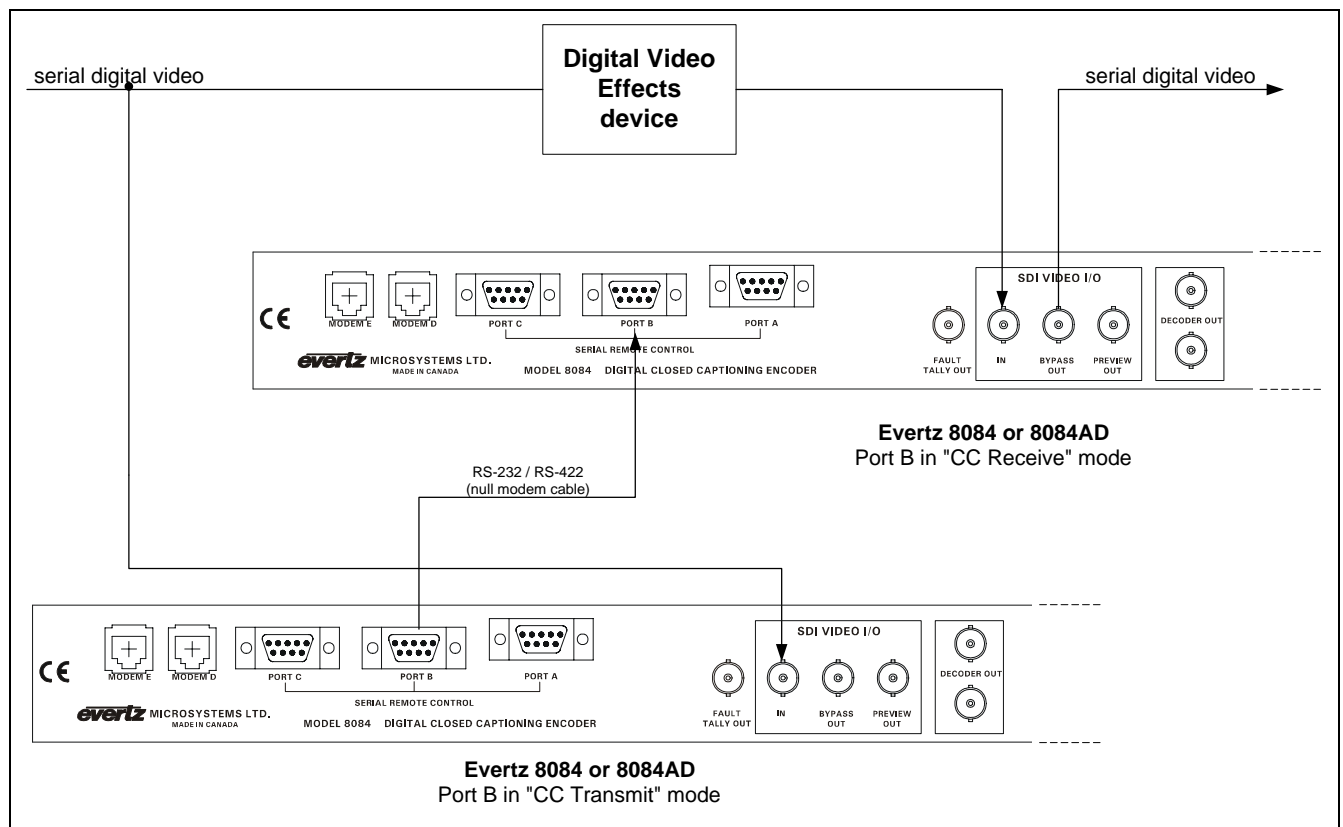 serial digital video
Digital Video
Effects
device
serial digital video
CE
MODEM E
MODEM D
PORT C
PORT B
PORT A
SERIAL REMOTE CONTROL
evertz MICROSYSTEMS LTD.
MADE IN CANADA
MODEL 8084 DIGITAL CLOSED CAPTIONING ENCODER
FAULT
TALLY OUT
SDI VIDEO I/O
IN
BYPASS
OUT
PREVIEW
OUT
DECODER OUT
Evertz 8084 or 8084AD
Port B in "CC Receive" mode
RS-232 / RS-422
(null modem cable)
CE
MODEM E
MODEM D
PORT C
PORT B
PORT A
SERIAL REMOTE CONTROL
evertz MICROSYSTEMS LTD.
MADE IN CANADA
MODEL 8084 DIGITAL CLOSED CAPTIONING ENCODER
FAULT
TALLY OUT
SDI VIDEO I/O
IN
BYPASS
OUT
PREVIEW
OUT
DECODER OUT
Evertz 8084 or 8084AD
Port B in "CC Transmit" mode